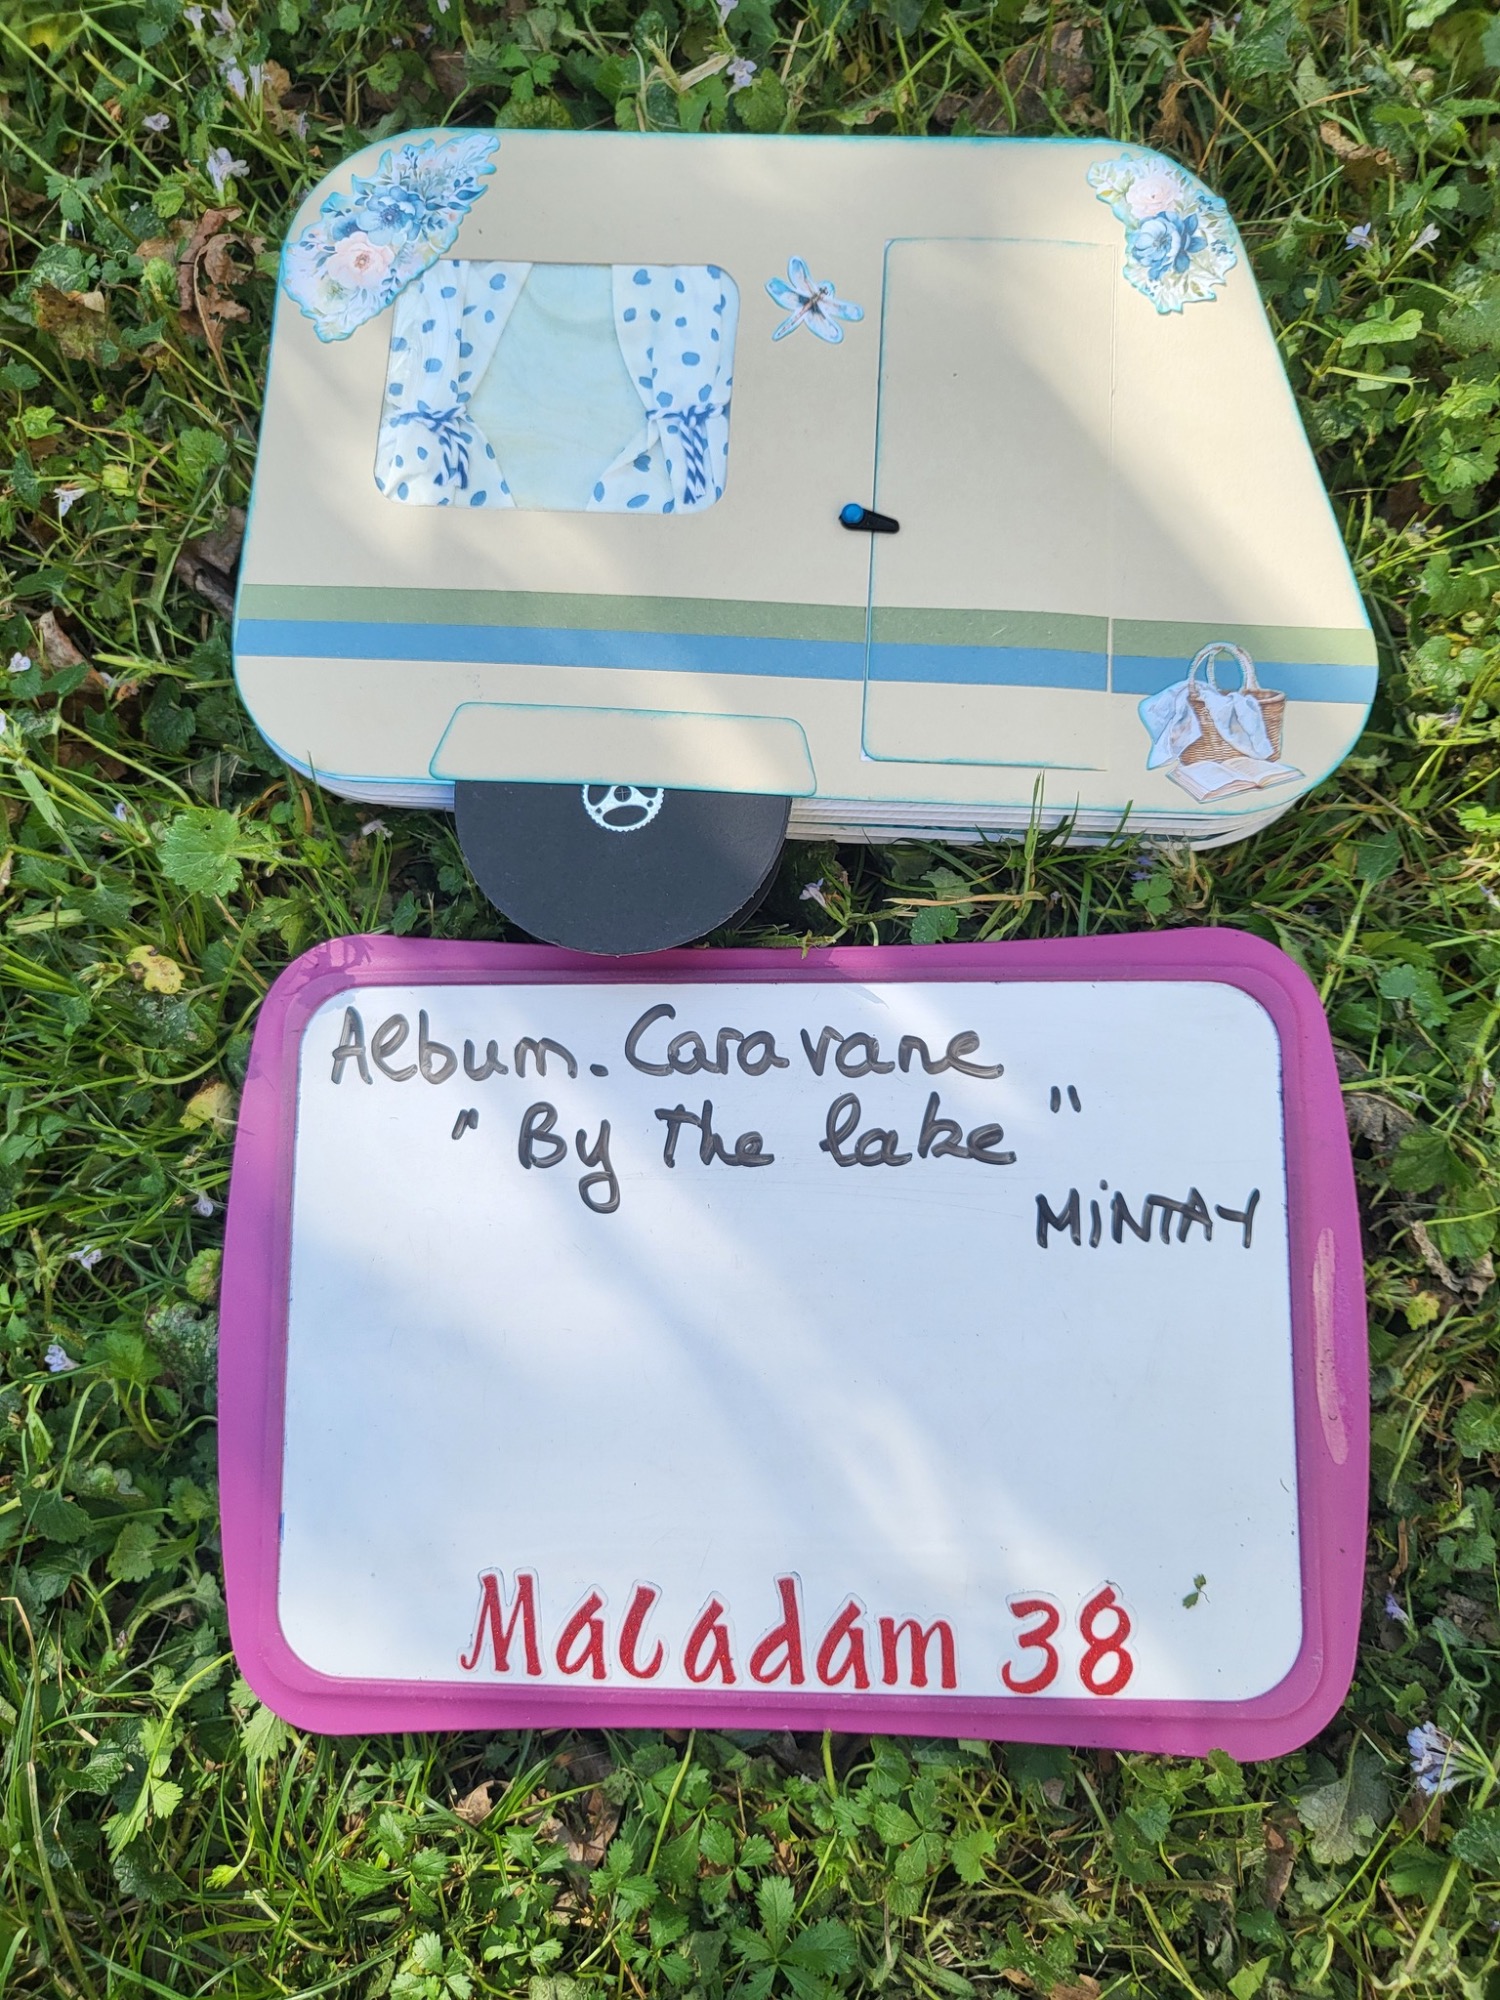 Album. Caravane
" By The lake "
MiNTAY
Maladam 38